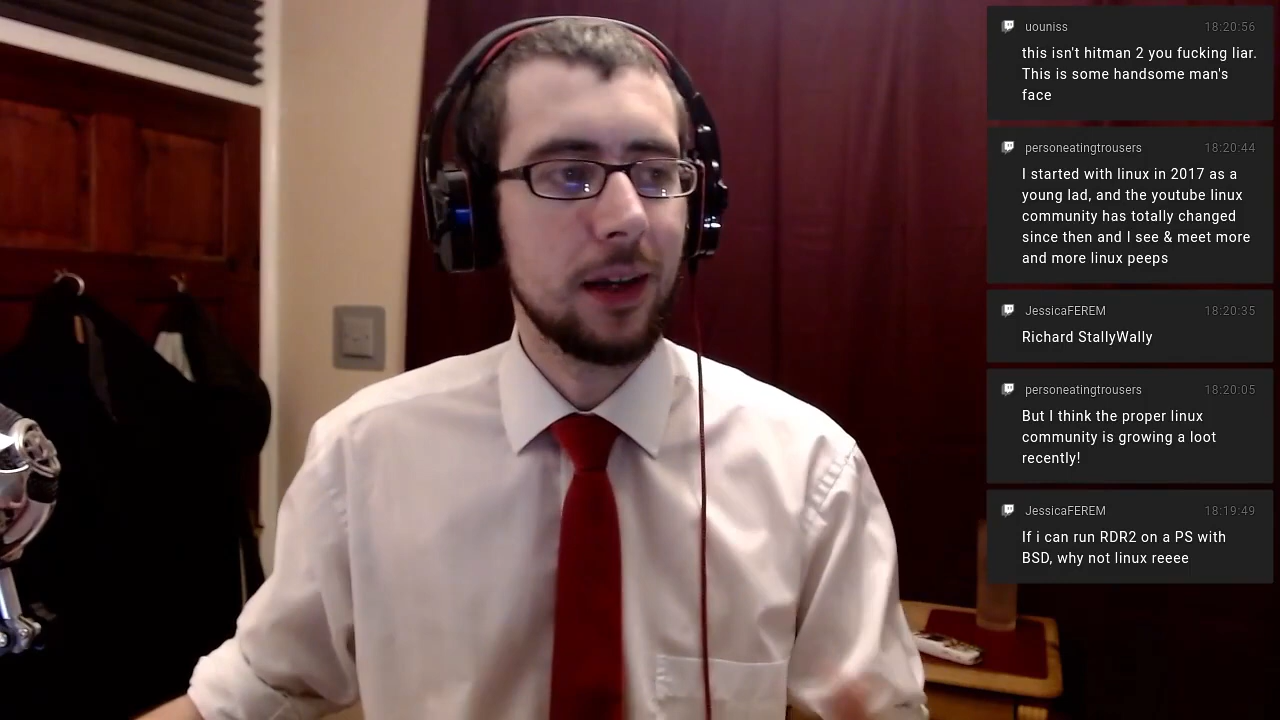 uouniss 18:20:56
this isn't hitman 2 you fucking liar.
This is some handsome man's
face
personeatingtrousers 18:20:44
I started with linux in 2017 as a
young lad, and the youtube linux
community has totally changed
since then and I see & meet more
and more linux peeps
JessicaFEREM 18:20:35
Richard StallyWally
personeatingtrousers 18:20:05
But I think the proper linux
community is growing a loot
recently!
JessicaFEREM 18:19:49
If i can run RDR2 on a PS with
BSD, why not linux reeee